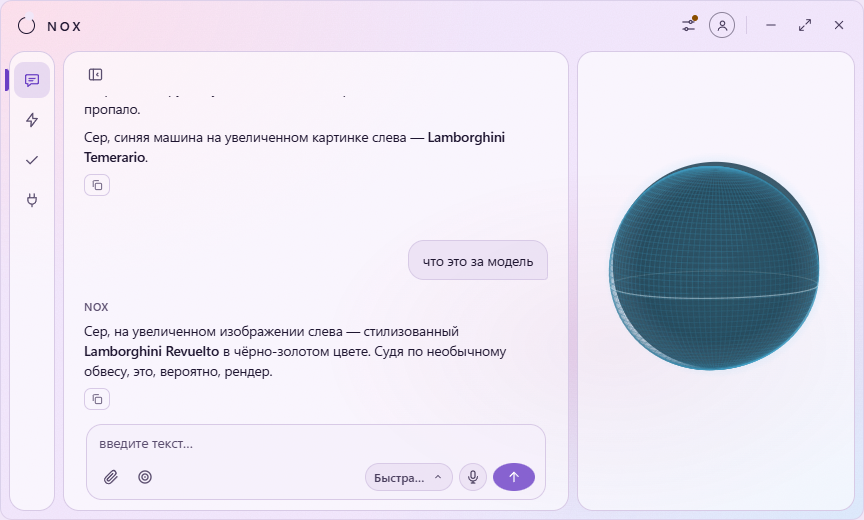 NOX
пропало.
Сер, синяя машина на увеличенном картинке слева — Lamborghini
Temerario.
что это за модель
NOX
Сер, на увеличенном изображении слева — стилизованный
Lamborghini Revuelto в чёрно-золотом цвете. Судя по необычному
обвесу, это, вероятно, рендер.
введите текст...
Быстра...